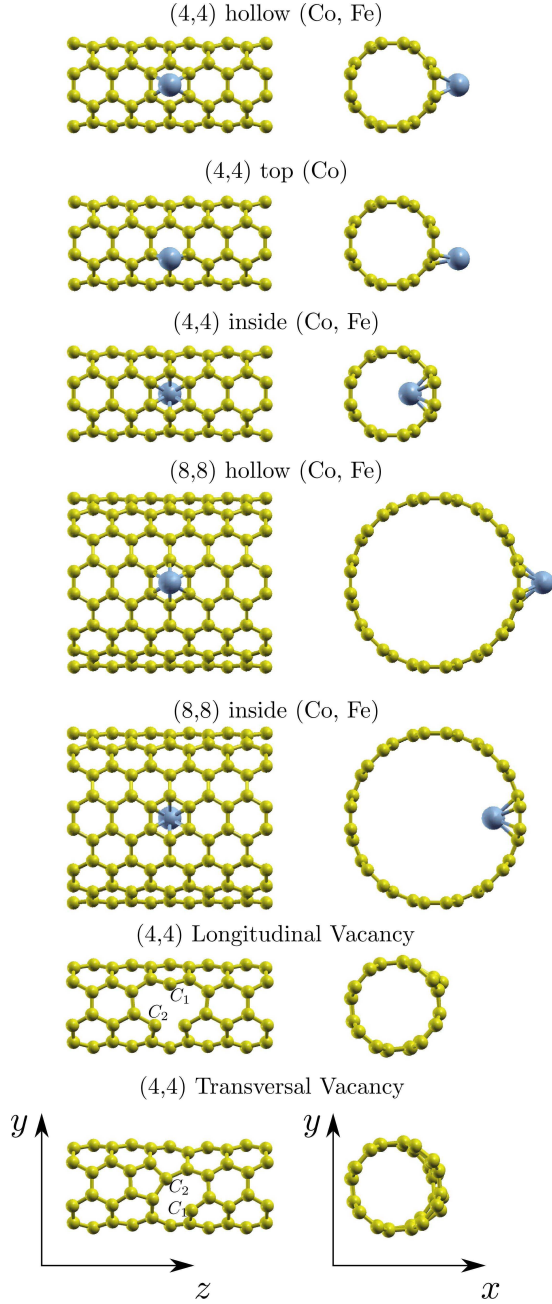 (4,4) hollow (Co, Fe)
(4,4) top (Co)
(4,4) inside (Co, Fe)
(8,8) hollow (Co, Fe)
(8,8) inside (Co, Fe)
(4,4) Longitudinal Vacancy
C₁
C₂
(4,4) Transversal Vacancy
y y
C₂
C₁
z x